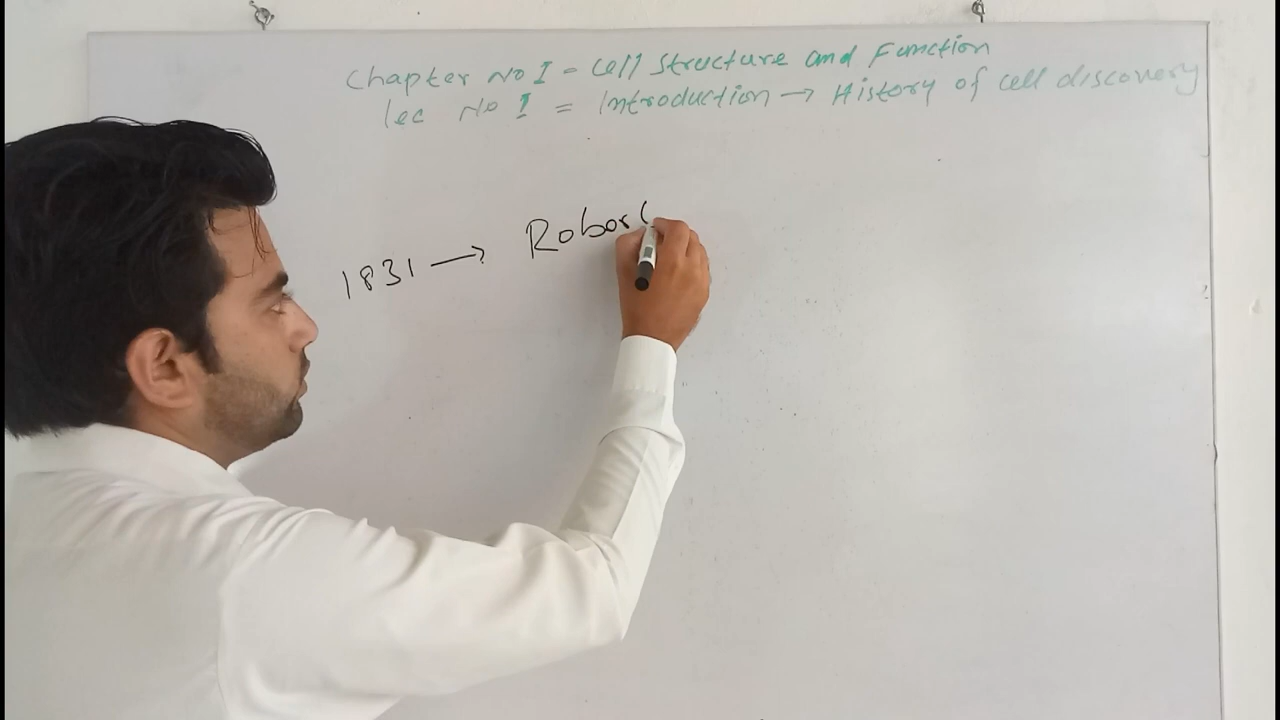 Chapter No I = Cell Structure and Function
lec No I = Introduction → History of cell discovery
1831 → Robor